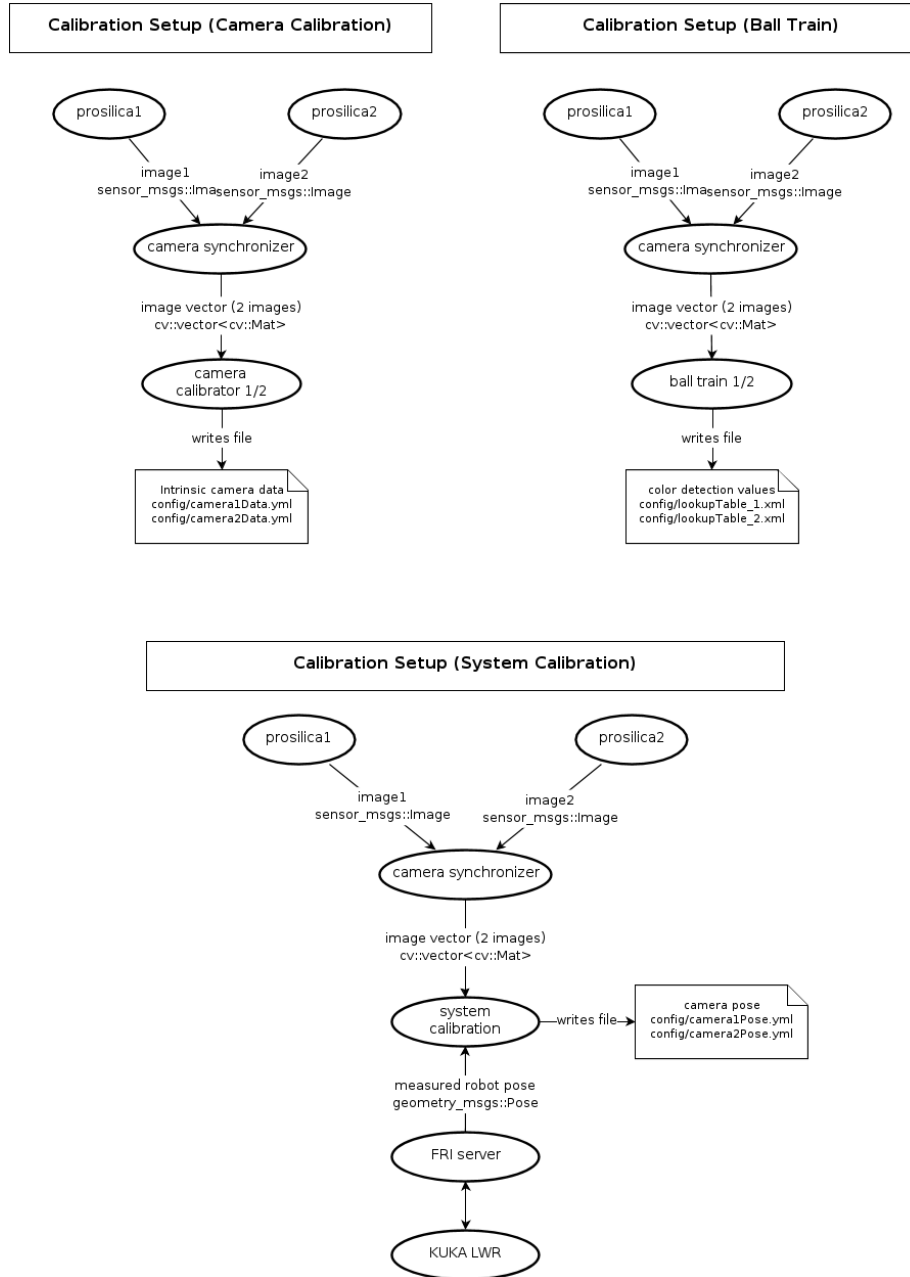 Calibration Setup (Camera Calibration)
prosilica1
prosilica2
image1
sensor_msgs::Ima
image2
sensor_msgs::Image
camera synchronizer
image vector (2 images)
cv::vector<cv::Mat>
camera
calibrator 1/2
writes file
Intrinsic camera data
config/camera1Data.yml
config/camera2Data.yml
Calibration Setup (Ball Train)
prosilica1
prosilica2
image1
sensor_msgs::Ima
image2
sensor_msgs::Image
camera synchronizer
image vector (2 images)
cv::vector<cv::Mat>
ball train 1/2
writes file
color detection values
config/lookupTable_1.xml
config/lookupTable_2.xml
Calibration Setup (System Calibration)
prosilica1
prosilica2
image1
sensor_msgs::Image
image2
sensor_msgs::Image
camera synchronizer
image vector (2 images)
cv::vector<cv::Mat>
system
calibration
writes file
camera pose
config/camera1Pose.yml
config/camera2Pose.yml
measured robot pose
geometry_msgs::Pose
FRI server
KUKA LWR